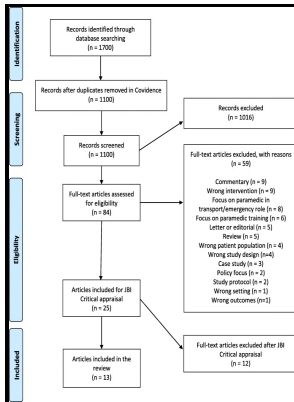 Identification
Records identified through
database searching
(n = 1700)
Records after duplicates removed in Covidence
(n = 1100)
Screening
Records excluded
(n = 1016)
Records screened
(n = 1100)
Full-text articles excluded, with reasons
(n = 59)
Commentary (n = 9)
Wrong intervention (n = 9)
Focus on paramedic in
transport/emergency role (n = 8)
Focus on paramedic training (n = 6)
Letter or editorial (n = 5)
Review (n = 5)
Wrong patient population (n = 4)
Wrong study design (n=4)
Case study (n = 3)
Policy focus (n = 2)
Study protocol (n = 2)
Wrong setting (n = 1)
Wrong outcomes (n=1)
Eligibility
Full-text articles assessed
for eligibility
(n = 84)
Articles included for JBI
Critical appraisal
(n = 25)
Full-text articles excluded after JBI
Critical appraisal
(n = 12)
Included
Articles included in the
review
(n = 13)